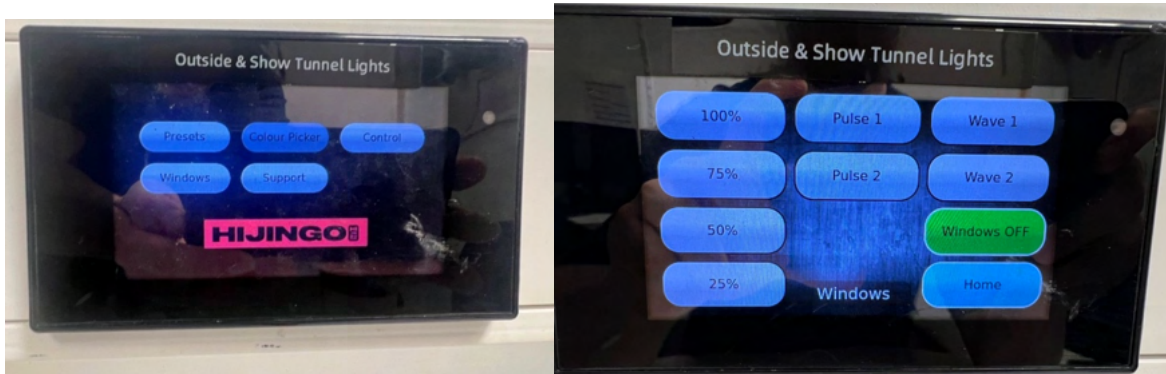 Outside & Show Tunnel Lights
Presets Colour Picker Control
Windows Support
HIJINGO
Outside & Show Tunnel Lights
100% Pulse 1 Wave 1
75% Pulse 2 Wave 2
50% Windows OFF
25% Windows Home